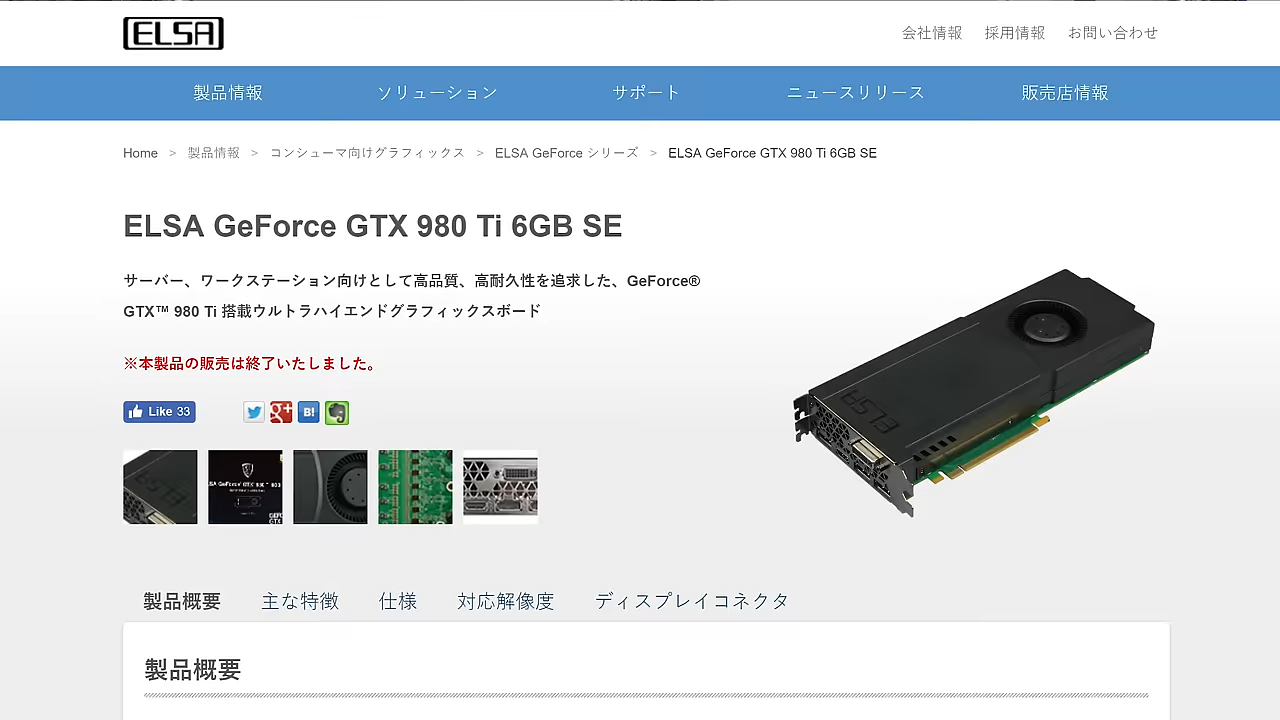 ELSA
会社情報 採用情報 お問い合わせ
製品情報 ソリューション サポート ニュースリリース 販売店情報
Home > 製品情報 > コンシューマ向けグラフィックス > ELSA GeForce シリーズ > ELSA GeForce GTX 980 Ti 6GB SE
ELSA GeForce GTX 980 Ti 6GB SE
サーバー、ワークステーション向けとして高品質、高耐久性を追求した、GeForce®
GTX™ 980 Ti 搭載ウルトラハイエンドグラフィックスボード
※本製品の販売は終了いたしました。
ELSA
Like 33
B!
製品概要 主な特徴 仕様 対応解像度 ディスプレイコネクタ
製品概要